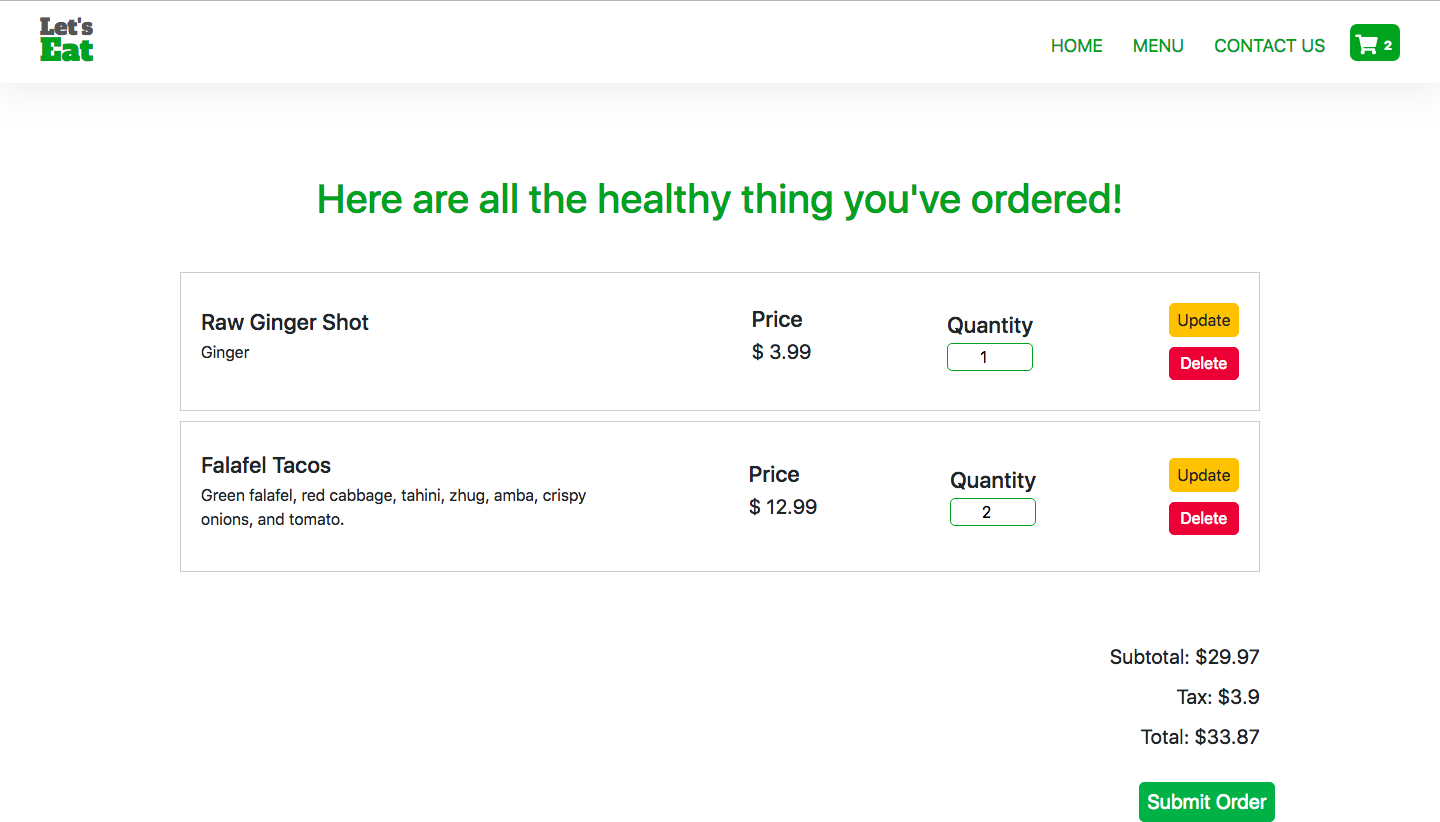 Let's
Eat
HOME MENU CONTACT US 2
Here are all the healthy thing you've ordered!
Raw Ginger Shot
Ginger
Price
$ 3.99
Quantity
1
Update
Delete
Falafel Tacos
Green falafel, red cabbage, tahini, zhug, amba, crispy
onions, and tomato.
Price
$ 12.99
Quantity
2
Update
Delete
Subtotal: $29.97
Tax: $3.9
Total: $33.87
Submit Order